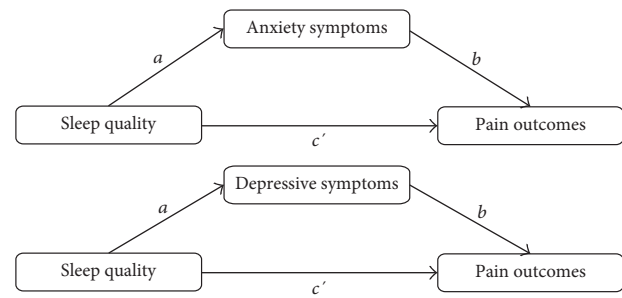 Anxiety symptoms
a
b
Sleep quality
Pain outcomes
c′
Depressive symptoms
a
b
Sleep quality
Pain outcomes
c′